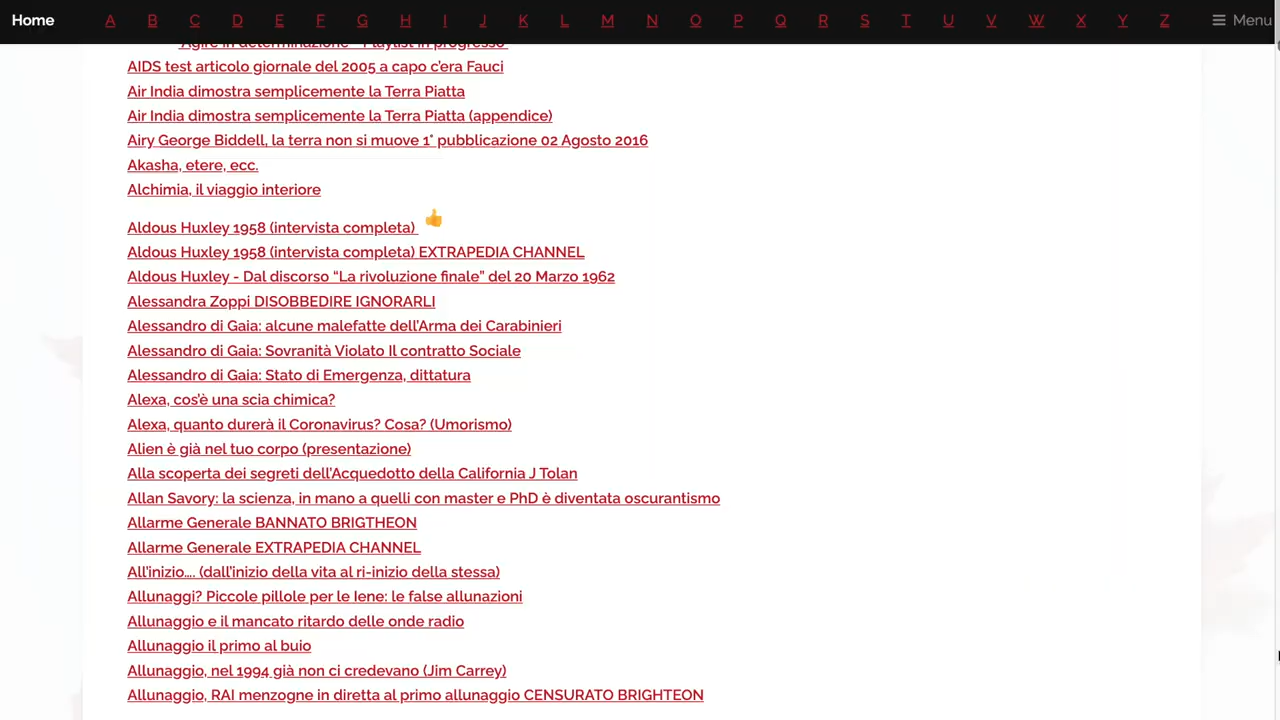 Home A B C D E F G H I J K L M N O P Q R S T U V W X Y Z Menu
"Agire in determinazione" Playlist in progresso
AIDS test articolo giornale del 2005 a capo c'era Fauci
Air India dimostra semplicemente la Terra Piatta
Air India dimostra semplicemente la Terra Piatta (appendice)
Airy George Biddell, la terra non si muove 1° pubblicazione 02 Agosto 2016
Akasha, etere, ecc.
Alchimia, il viaggio interiore
Aldous Huxley 1958 (intervista completa)
Aldous Huxley 1958 (intervista completa) EXTRAPEDIA CHANNEL
Aldous Huxley - Dal discorso “La rivoluzione finale” del 20 Marzo 1962
Alessandra Zoppi DISOBBEDIRE IGNORARLI
Alessandro di Gaia: alcune malefatte dell'Arma dei Carabinieri
Alessandro di Gaia: Sovranità Violato Il contratto Sociale
Alessandro di Gaia: Stato di Emergenza, dittatura
Alexa, cos'è una scia chimica?
Alexa, quanto durerà il Coronavirus? Cosa? (Umorismo)
Alien è già nel tuo corpo (presentazione)
Alla scoperta dei segreti dell'Acquedotto della California J Tolan
Allan Savory: la scienza, in mano a quelli con master e PhD è diventata oscurantismo
Allarme Generale BANNATO BRIGTHEON
Allarme Generale EXTRAPEDIA CHANNEL
All'inizio.... (dall'inizio della vita al ri-inizio della stessa)
Allunaggi? Piccole pillole per le Iene: le false allunazioni
Allunaggio e il mancato ritardo delle onde radio
Allunaggio il primo al buio
Allunaggio, nel 1994 già non ci credevano (Jim Carrey)
Allunaggio, RAI menzogne in diretta al primo allunaggio CENSURATO BRIGHTEON